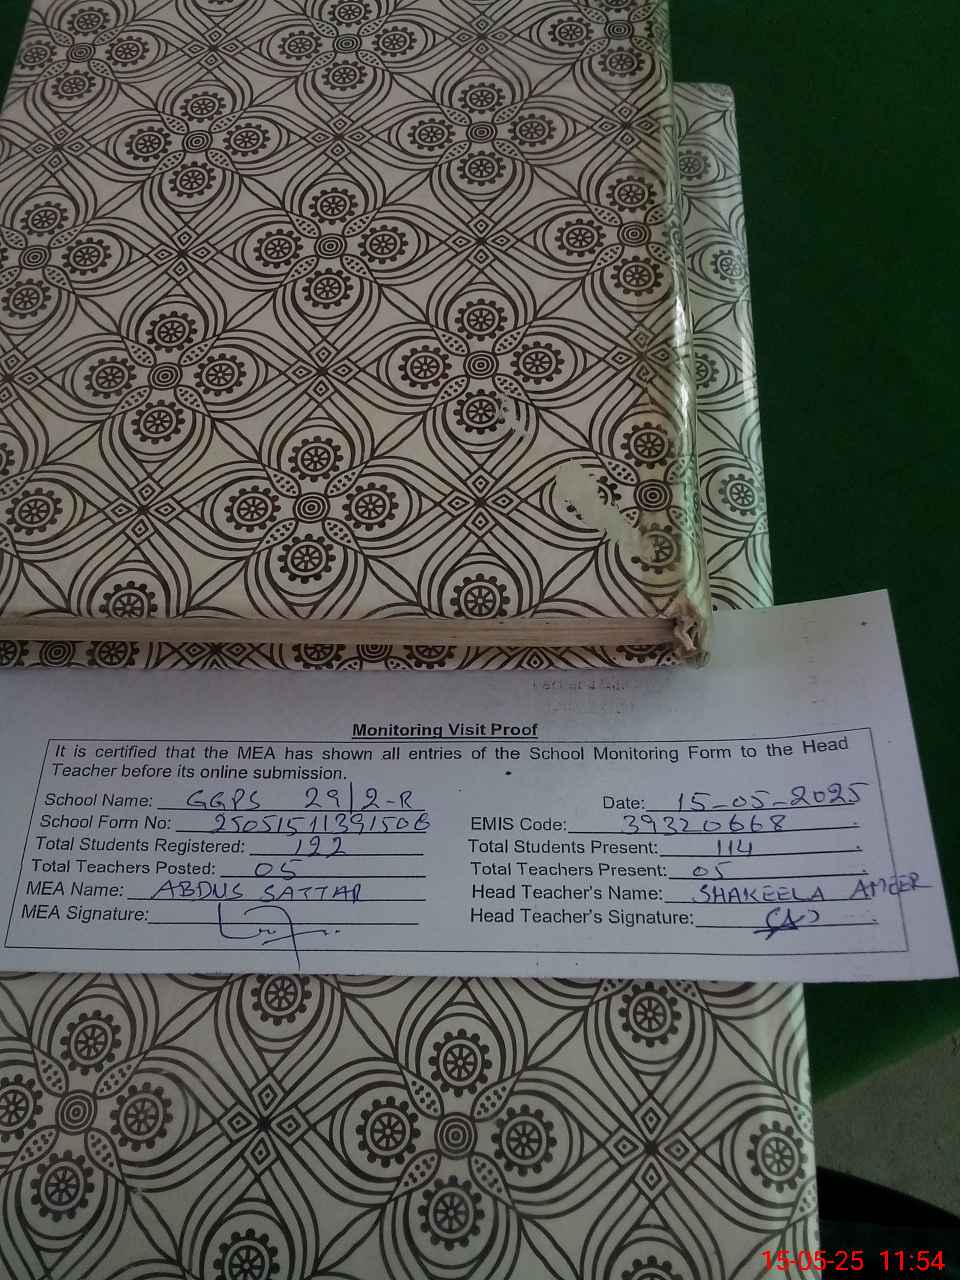 Monitoring Visit Proof
It is certified that the MEA has shown all entries of the School Monitoring Form to the Head
Teacher before its online submission.
School Name: GGPS 29/2-R Date: 15-05-2025
School Form No: 25051511391506 EMIS Code: 39320668
Total Students Registered: 122 Total Students Present: 114
Total Teachers Posted: 05 Total Teachers Present: 05
MEA Name: ABDUS SATTAR Head Teacher's Name: SHAKEELA AMEER
MEA Signature: Head Teacher's Signature:
15-05-25 11:54